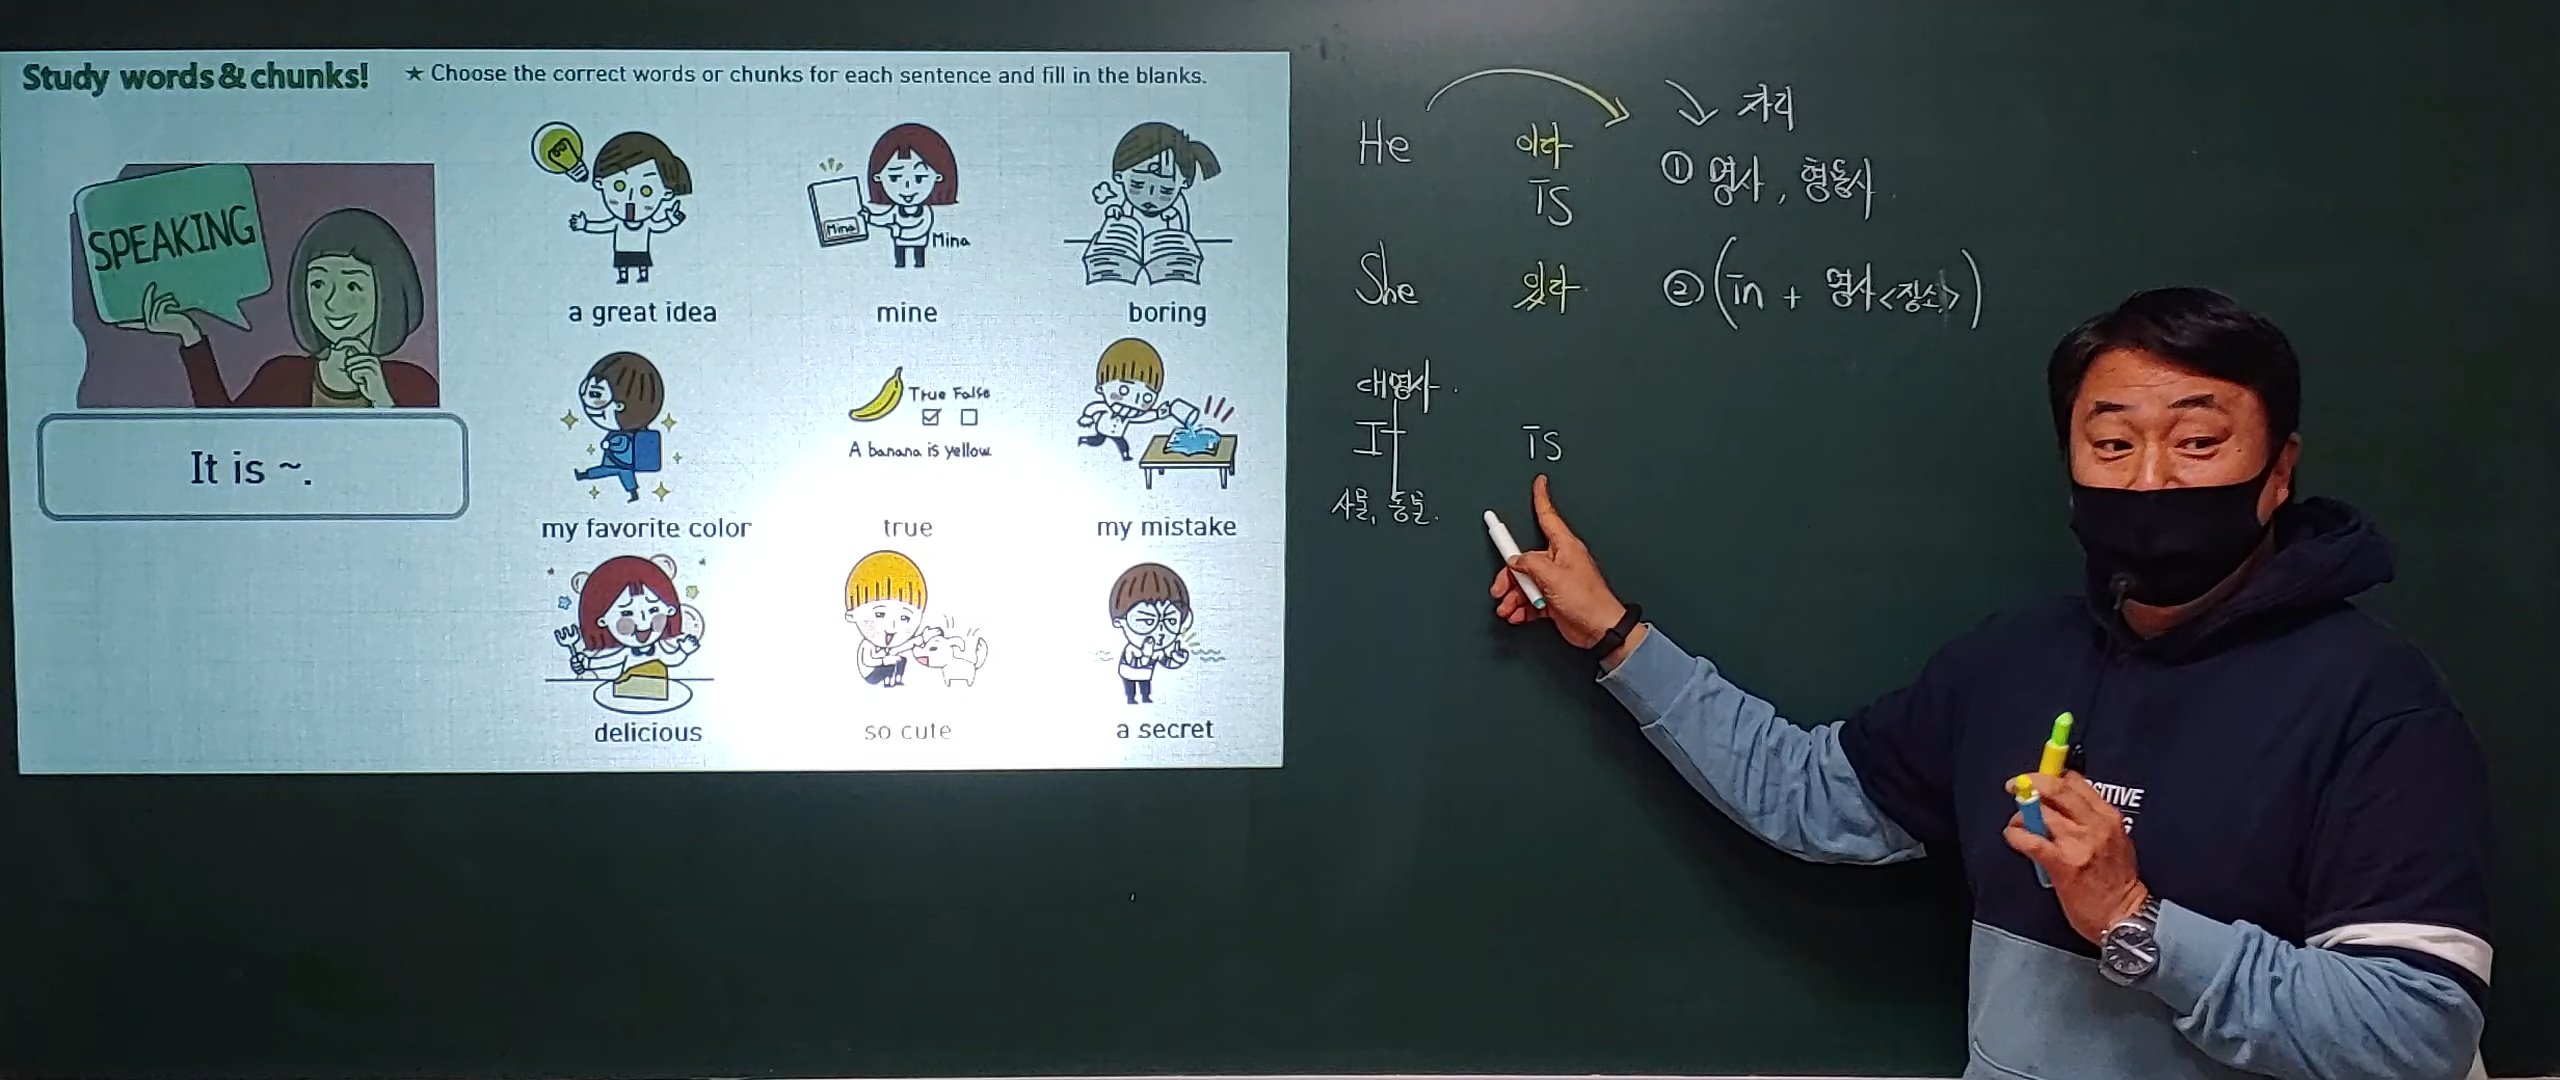 Study words & chunks! ★ Choose the correct words or chunks for each sentence and fill in the blanks.
SPEAKING
It is ~.
Mina
Mina
a great idea mine boring
True False
A banana is yellow
my favorite color true my mistake
delicious so cute a secret
자리
He 이다 ① 명사, 형용사
is
She 있다 ② (in + 명사<장소>)
대명사.
It is
사물, 동물.
SITIVE